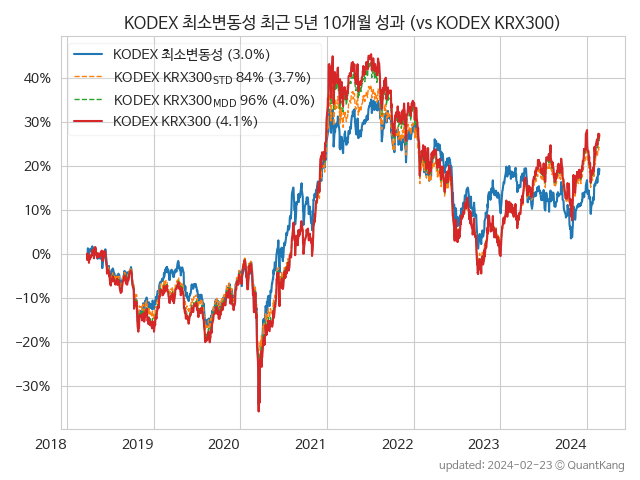 KODEX 최소변동성 최근 5년 10개월 성과 (vs KODEX KRX300)
KODEX 최소변동성 (3.0%)
KODEX KRX300STD 84% (3.7%)
KODEX KRX300MDD 96% (4.0%)
KODEX KRX300 (4.1%)
40%
30%
20%
10%
0%
−10%
−20%
−30%
2018 2019 2020 2021 2022 2023 2024
updated: 2024-02-23 ⓒ QuantKang